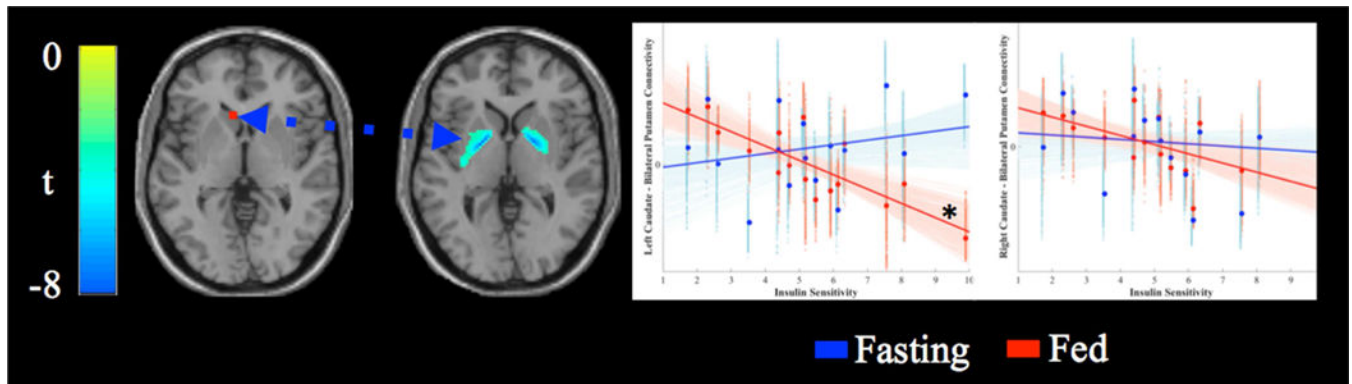 0
t
-8
Left Caudate - Bilateral Putamen Connectivity
0
*
1 2 3 4 5 6 7 8 9 10
Insulin Sensitivity
Right Caudate - Bilateral Putamen Connectivity
0
1 2 3 4 5 6 7 8 9
Insulin Sensitivity
Fasting Fed